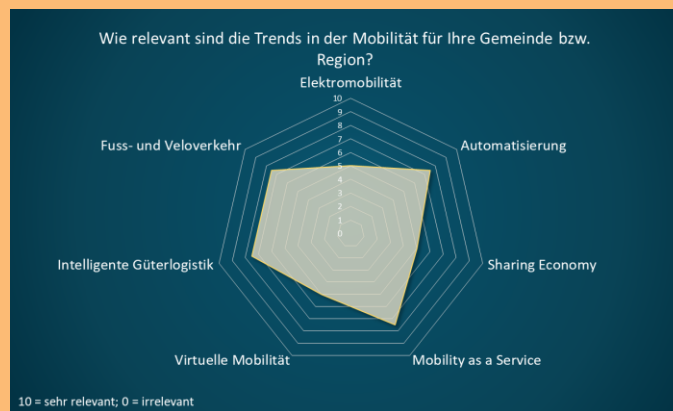 Wie relevant sind die Trends in der Mobilität für Ihre Gemeinde bzw.
Region?
Elektromobilität
10
9
8
7
6
5
4
3
2
1
0
Fuss- und Veloverkehr
Automatisierung
Intelligente Güterlogistik
Sharing Economy
Virtuelle Mobilität
Mobility as a Service
10 = sehr relevant; 0 = irrelevant